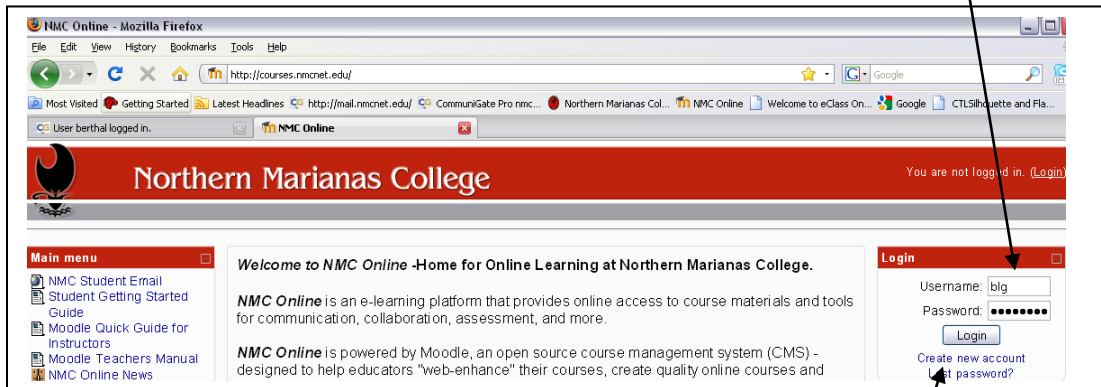 NMC Online - Mozilla Firefox
File Edit View History Bookmarks Tools Help
http://courses.nmcnet.edu/
Google
Most Visited Getting Started Latest Headlines http://mail.nmcnet.edu/ CommuniGate Pro nmc... Northern Marianas Col... NMC Online Welcome to eClass On... Google CTLSilhouette and Fla...
User berthal logged in. NMC Online
Northern Marianas College
You are not logged in. (Login)
Main menu
NMC Student Email
Student Getting Started
Guide
Moodle Quick Guide for
Instructors
Moodle Teachers Manual
NMC Online News
Welcome to NMC Online -Home for Online Learning at Northern Marianas College.
NMC Online is an e-learning platform that provides online access to course materials and tools
for communication, collaboration, assessment, and more.
NMC Online is powered by Moodle, an open source course management system (CMS) -
designed to help educators "web-enhance" their courses, create quality online courses and
Login
Username: blg
Password: ●●●●●●●●
Login
Create new account
Lost password?